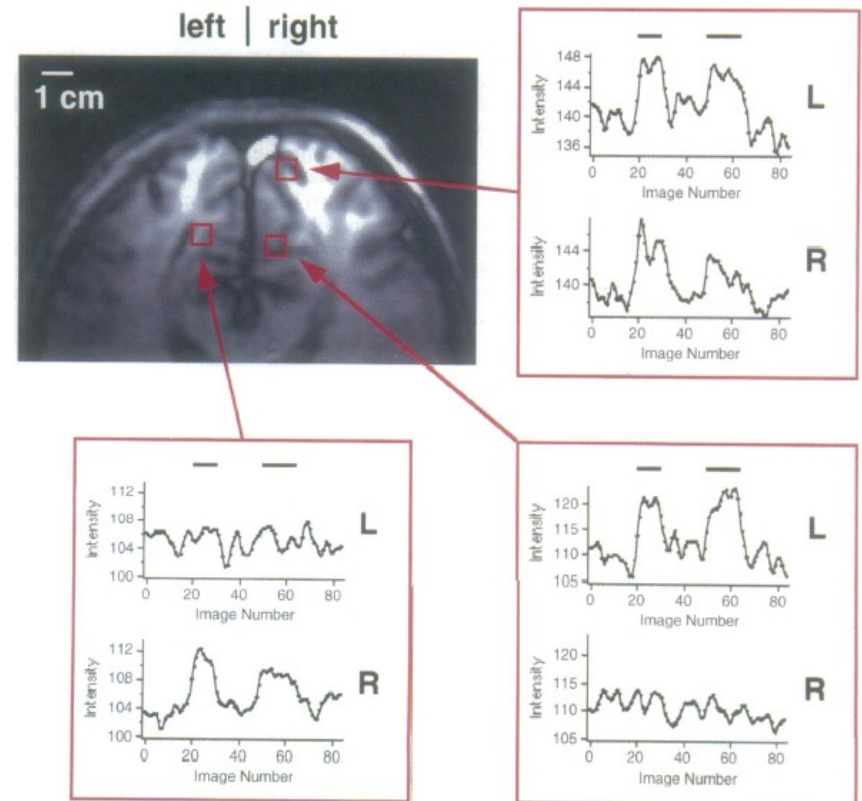 left | right
1 cm
148
144
140
136
Intensity
L
0 20 40 60 80
Image Number
144
140
Intensity
R
0 20 40 60 80
Image Number
112
108
104
100
Intensity
L
0 20 40 60 80
Image Number
112
108
104
100
Intensity
R
0 20 40 60 80
Image Number
120
115
110
105
Intensity
L
0 20 40 60 80
Image Number
120
115
110
105
Intensity
R
0 20 40 60 80
Image Number